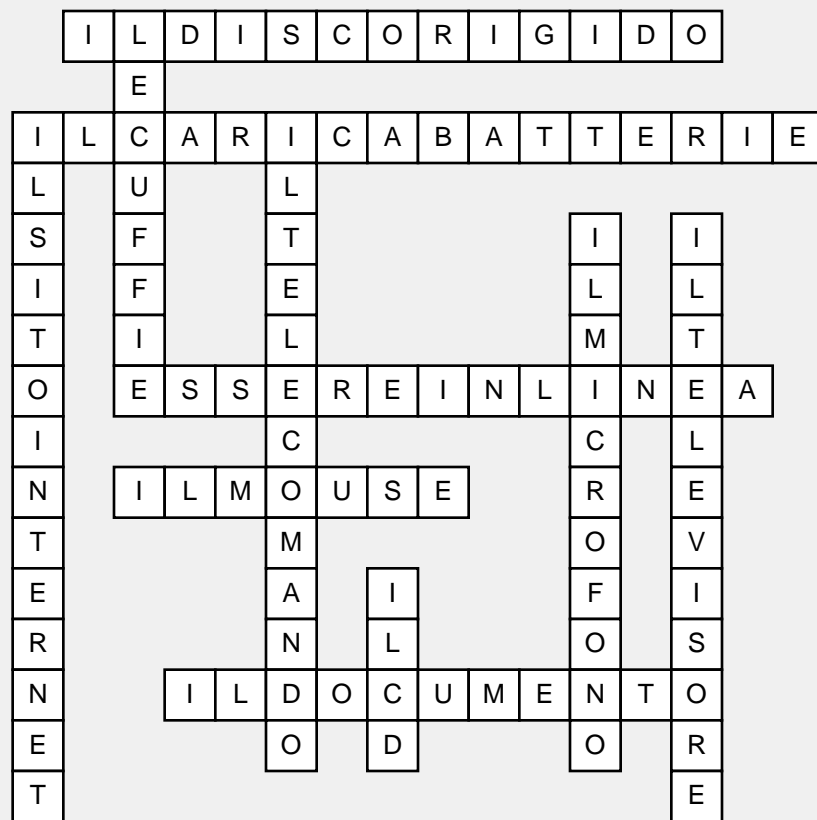 ILDISCORIGIDO
LECUFFIE
ILCARICABATTERIE
ILSITOINTERNET
ILTELECOMANDO
ILMICROFONO
ILTELEVISORE
ESSEREINLINEA
ILMOUSE
ILCD
ILDOCUMENTO